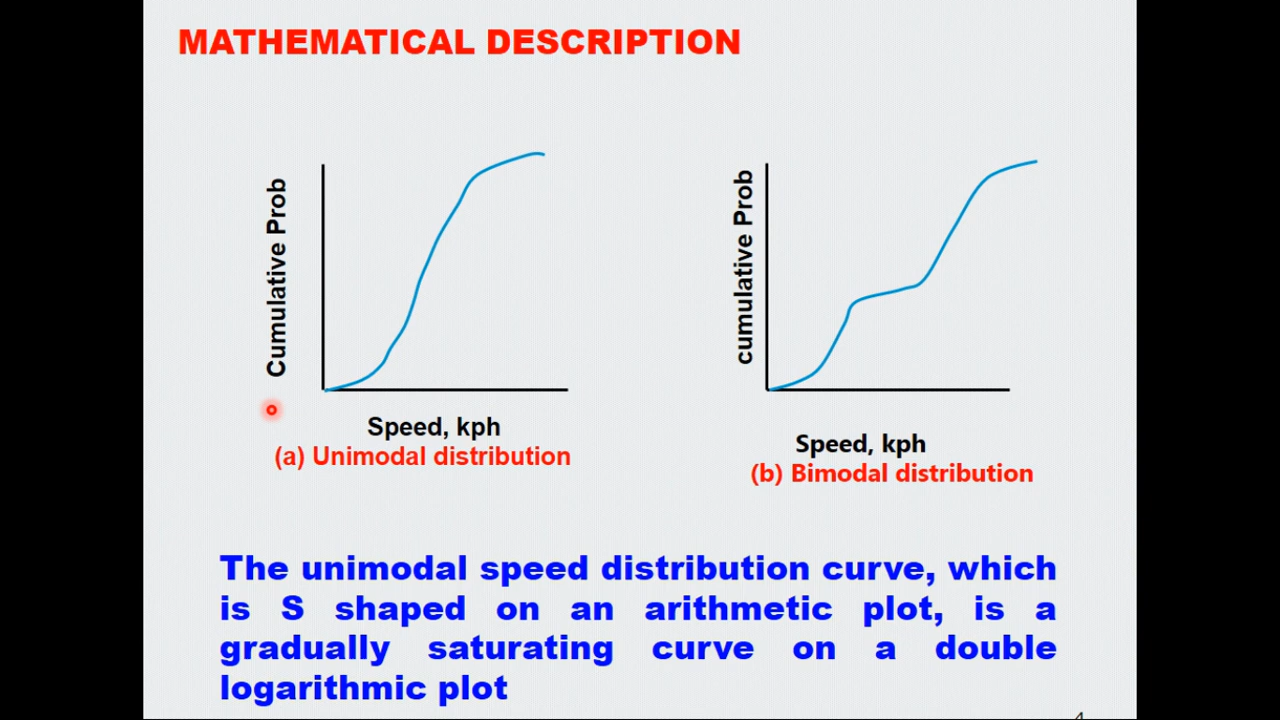 MATHEMATICAL DESCRIPTION
Cumulative Prob
Speed, kph
(a) Unimodal distribution
cumulative Prob
Speed, kph
(b) Bimodal distribution
The unimodal speed distribution curve, which
is S shaped on an arithmetic plot, is a
gradually saturating curve on a double
logarithmic plot
4